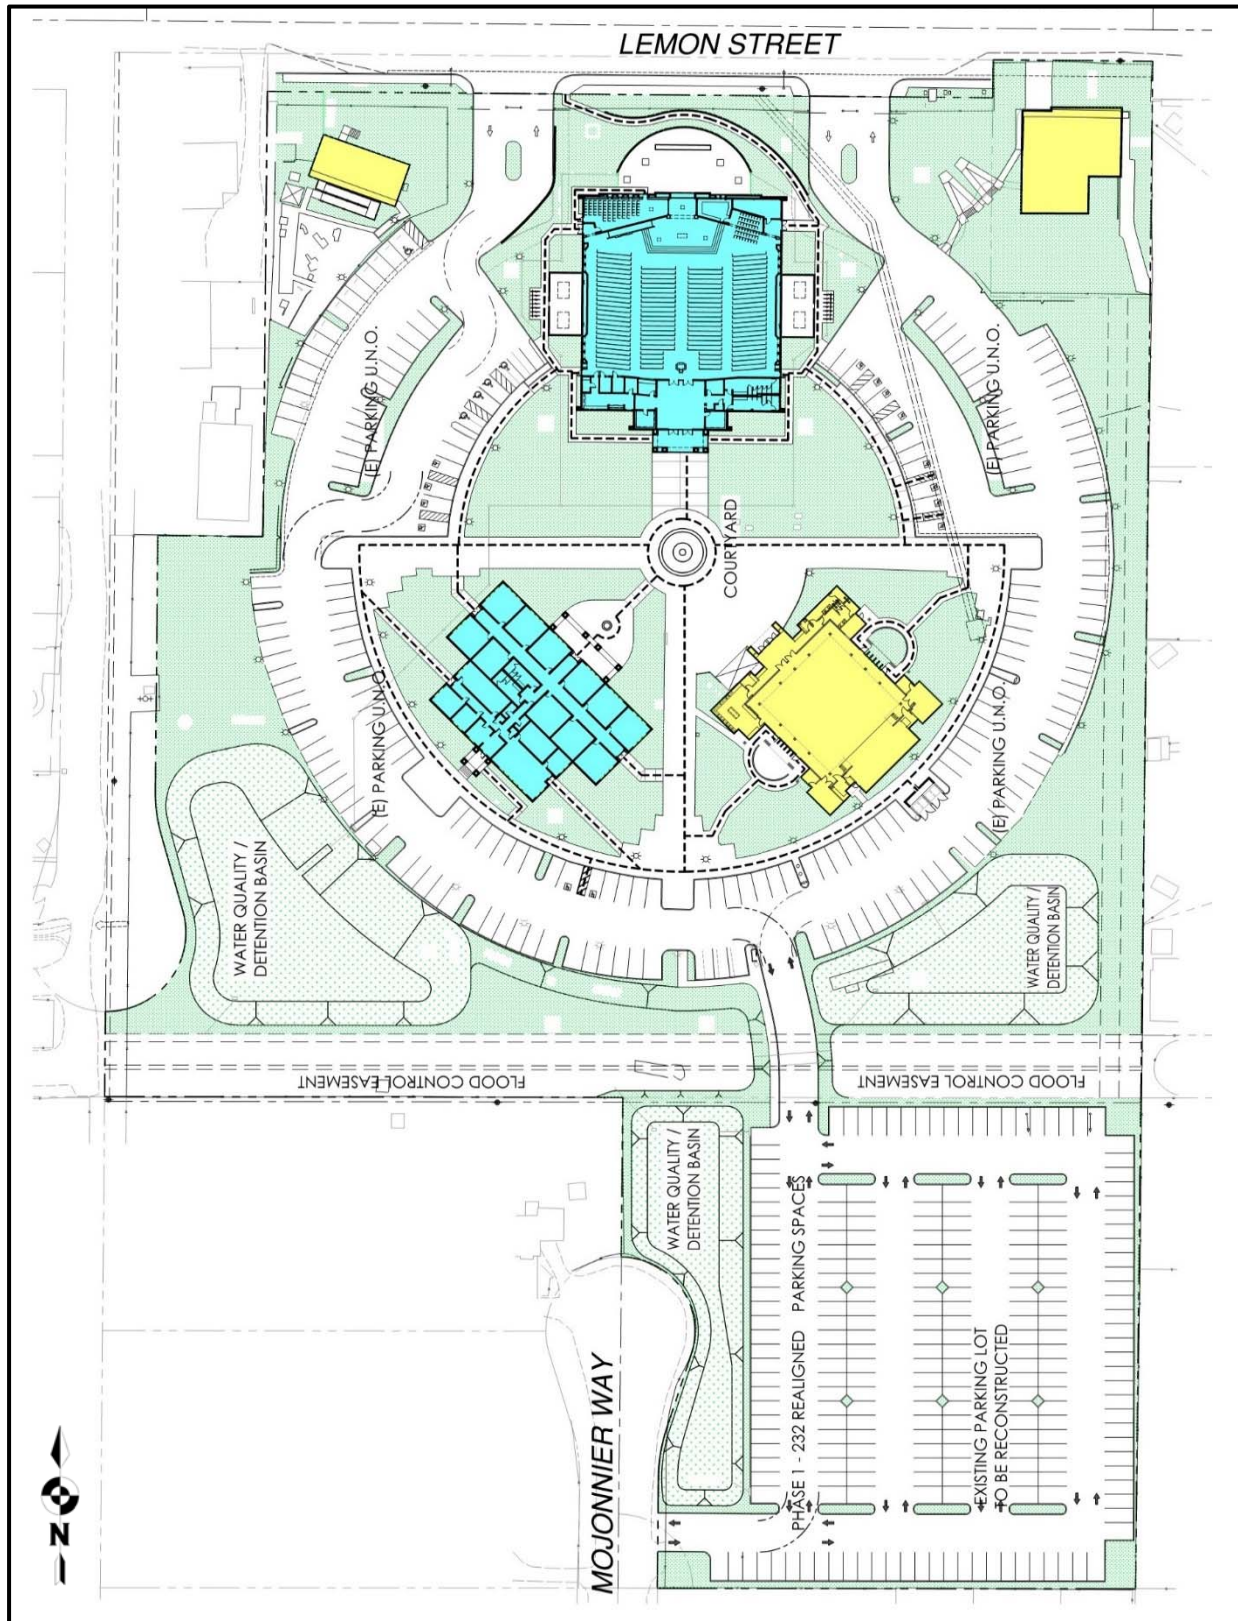 LEMON STREET
(E) PARKING U.N.O.
(E) PARKING U.N.O.
COURTYARD
(E) PARKING U.N.O.
(E) PARKING U.N.O.
WATER QUALITY /
DETENTION BASIN
WATER QUALITY /
DETENTION BASIN
FLOOD CONTROL EASEMENT
FLOOD CONTROL EASEMENT
WATER QUALITY /
DETENTION BASIN
PHASE 1 - 232 REALIGNED PARKING SPACES
EXISTING PARKING LOT
TO BE RECONSTRUCTED
MOJONNIER WAY
N